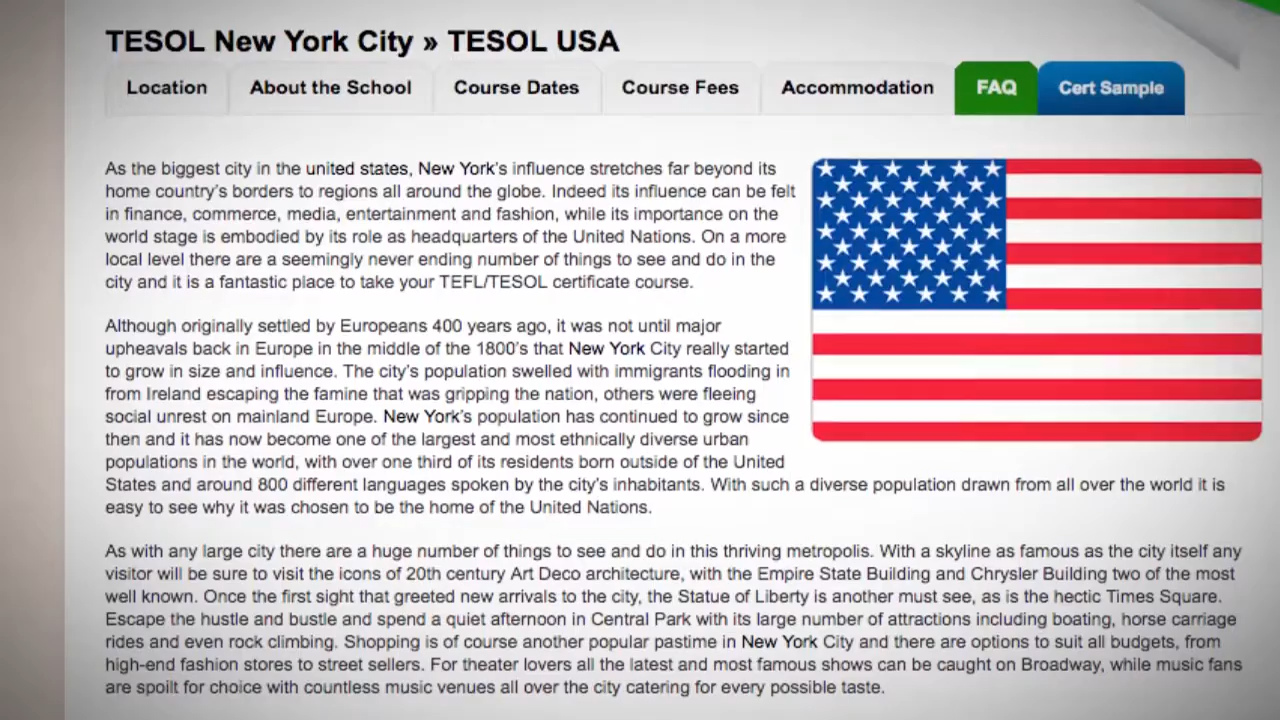 TESOL New York City » TESOL USA
Location About the School Course Dates Course Fees Accommodation FAQ Cert Sample
As the biggest city in the united states, New York's influence stretches far beyond its
home country's borders to regions all around the globe. Indeed its influence can be felt
in finance, commerce, media, entertainment and fashion, while its importance on the
world stage is embodied by its role as headquarters of the United Nations. On a more
local level there are a seemingly never ending number of things to see and do in the
city and it is a fantastic place to take your TEFL/TESOL certificate course.
Although originally settled by Europeans 400 years ago, it was not until major
upheavals back in Europe in the middle of the 1800's that New York City really started
to grow in size and influence. The city's population swelled with immigrants flooding in
from Ireland escaping the famine that was gripping the nation, others were fleeing
social unrest on mainland Europe. New York's population has continued to grow since
then and it has now become one of the largest and most ethnically diverse urban
populations in the world, with over one third of its residents born outside of the United
States and around 800 different languages spoken by the city's inhabitants. With such a diverse population drawn from all over the world it is
easy to see why it was chosen to be the home of the United Nations.
As with any large city there are a huge number of things to see and do in this thriving metropolis. With a skyline as famous as the city itself any
visitor will be sure to visit the icons of 20th century Art Deco architecture, with the Empire State Building and Chrysler Building two of the most
well known. Once the first sight that greeted new arrivals to the city, the Statue of Liberty is another must see, as is the hectic Times Square.
Escape the hustle and bustle and spend a quiet afternoon in Central Park with its large number of attractions including boating, horse carriage
rides and even rock climbing. Shopping is of course another popular pastime in New York City and there are options to suit all budgets, from
high-end fashion stores to street sellers. For theater lovers all the latest and most famous shows can be caught on Broadway, while music fans
are spoilt for choice with countless music venues all over the city catering for every possible taste.